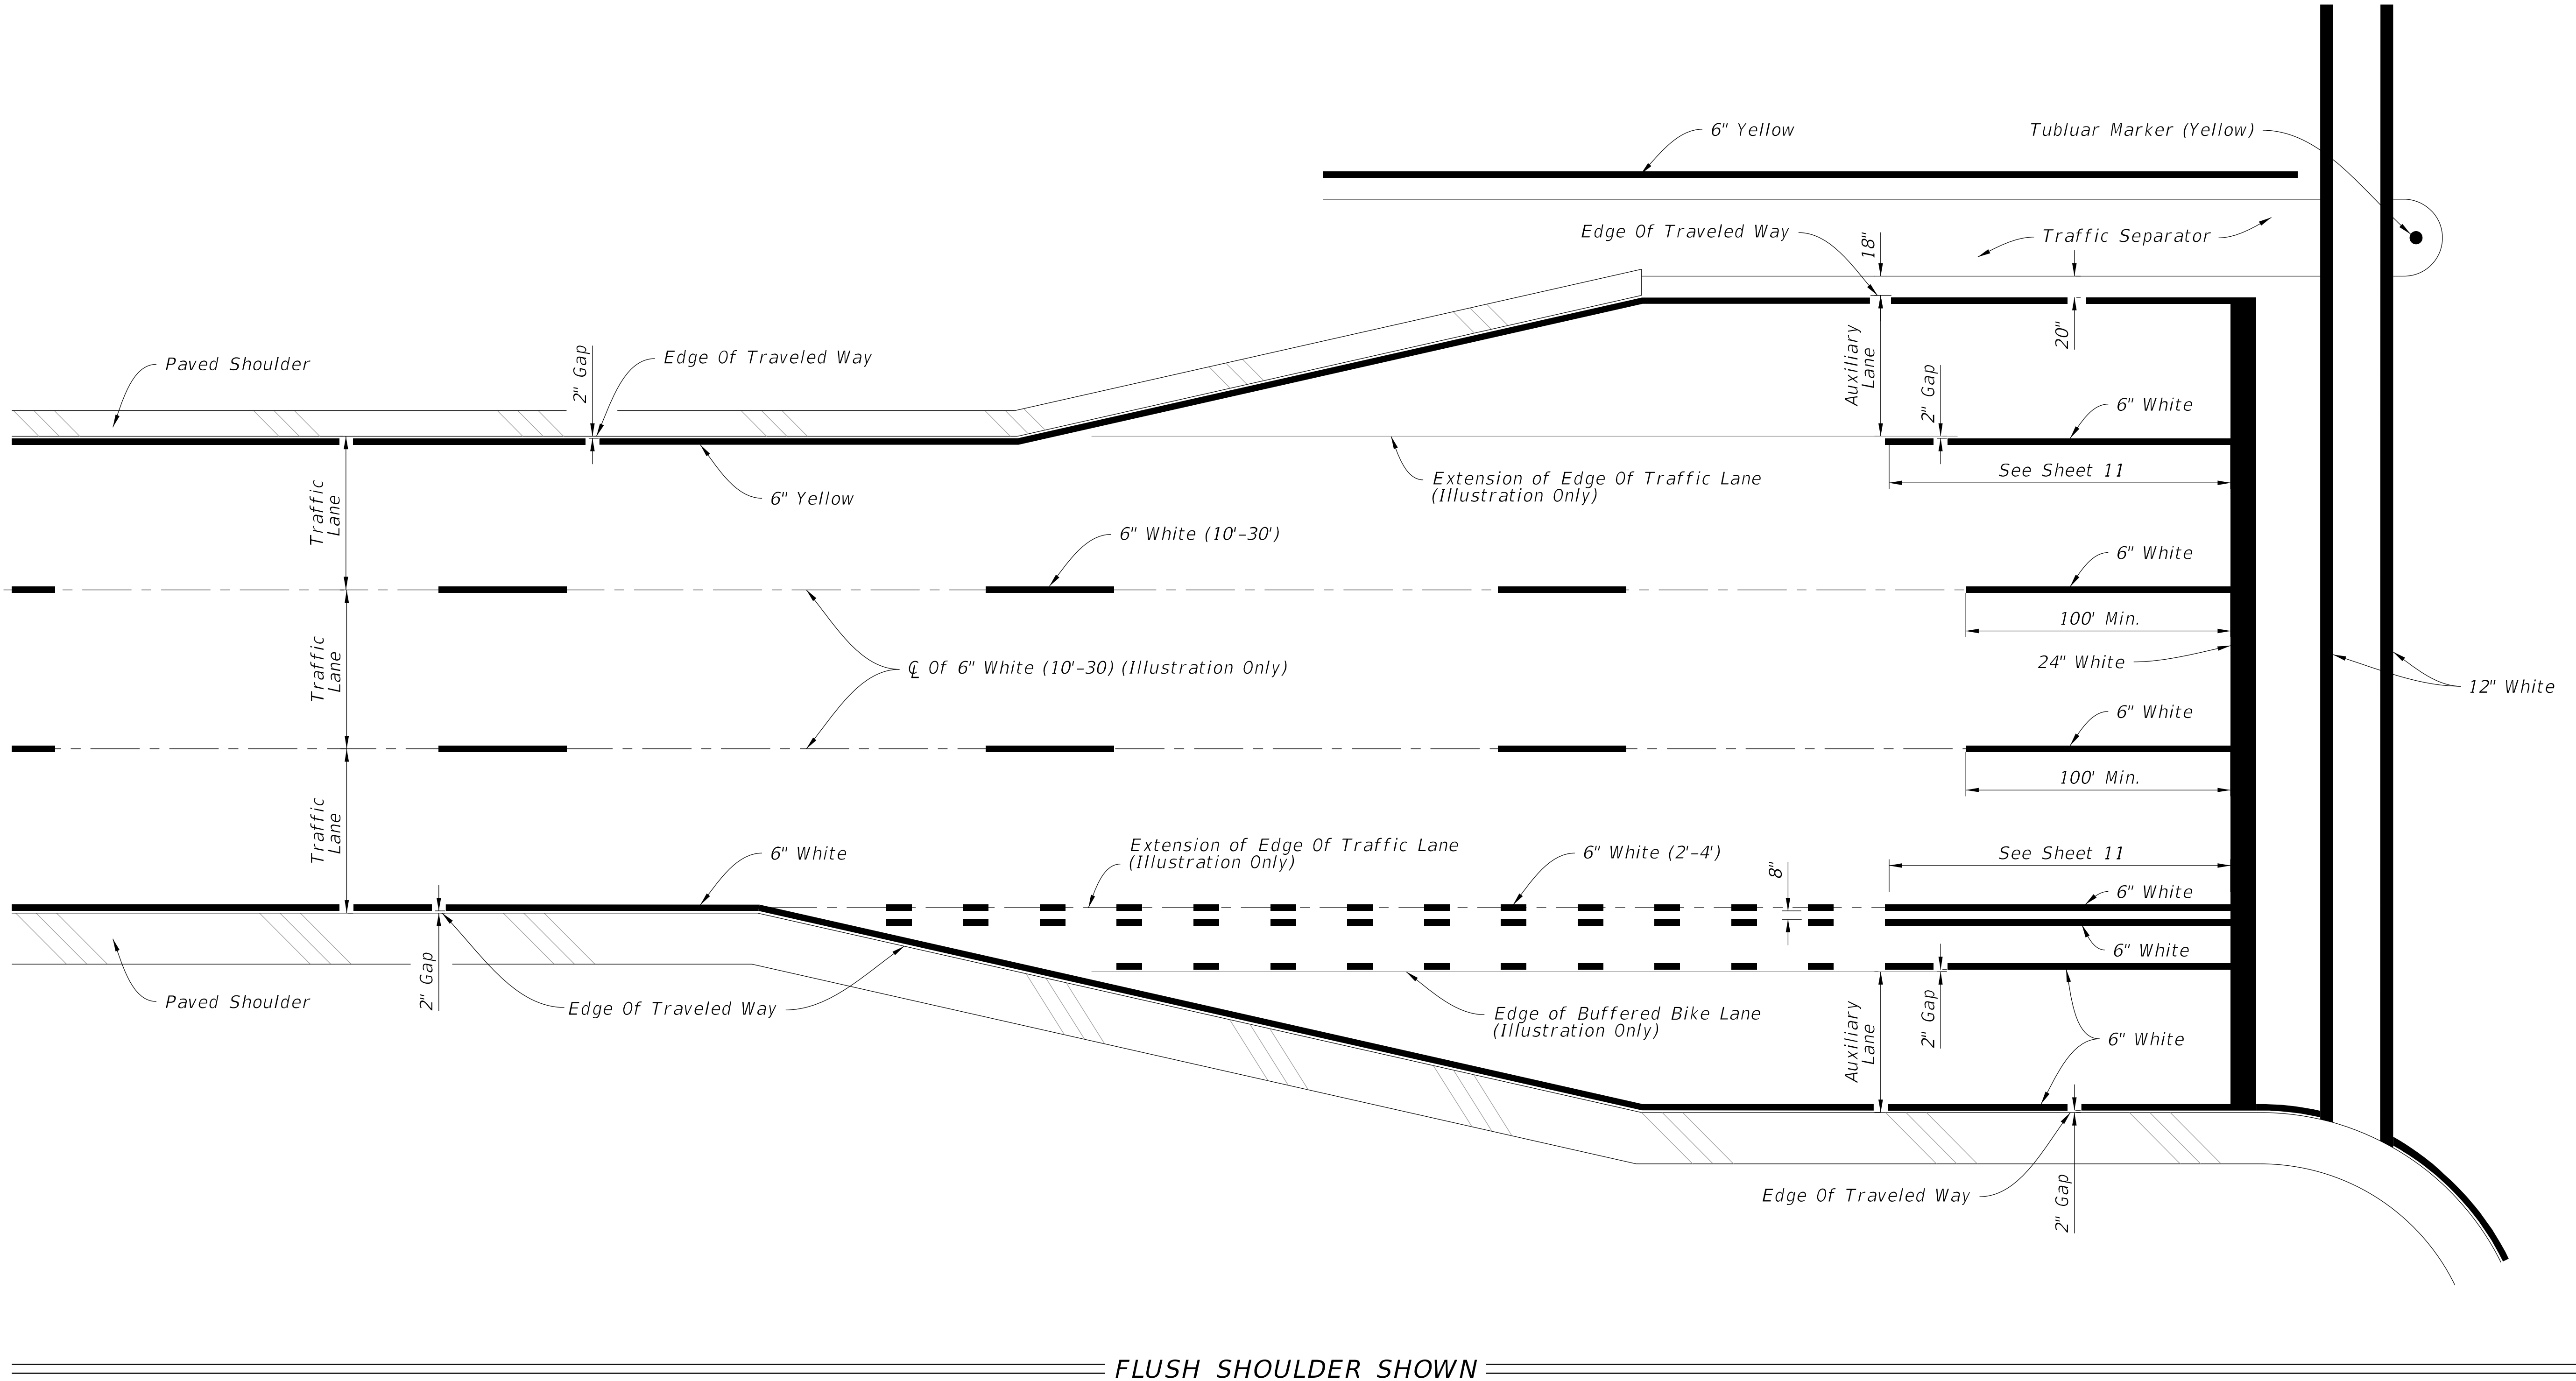 6" Yellow
Tubluar Marker (Yellow)
Edge Of Traveled Way
18"
Traffic Separator
20"
Paved Shoulder
2" Gap
Edge Of Traveled Way
Auxiliary
Lane
2" Gap
6" White
6" Yellow
Extension of Edge Of Traffic Lane
(Illustration Only)
See Sheet 11
Traffic
Lane
6" White (10'-30')
6" White
100' Min.
Traffic
Lane
℄ Of 6" White (10'-30) (Illustration Only)
24" White
12" White
6" White
100' Min.
Traffic
Lane
6" White
Extension of Edge Of Traffic Lane
(Illustration Only)
6" White (2'-4')
8"
See Sheet 11
6" White
6" White
Paved Shoulder
2" Gap
Edge Of Traveled Way
Edge of Buffered Bike Lane
(Illustration Only)
Auxiliary
Lane
2" Gap
6" White
Edge Of Traveled Way
2" Gap
FLUSH SHOULDER SHOWN